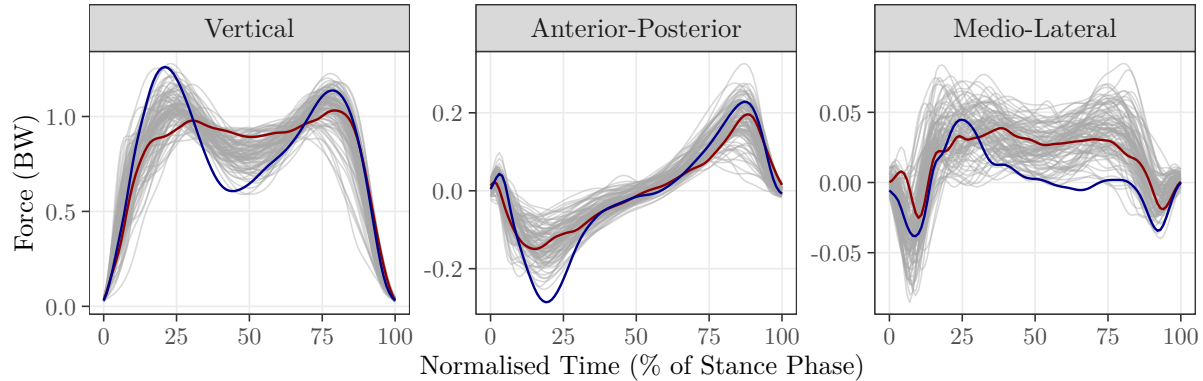 Vertical
Anterior-Posterior
Medio-Lateral
Force (BW)
1.0
0.5
0.0
0 25 50 75 100
0.2
0.0
-0.2
0 25 50 75 100
0.05
0.00
-0.05
0 25 50 75 100
Normalised Time (% of Stance Phase)